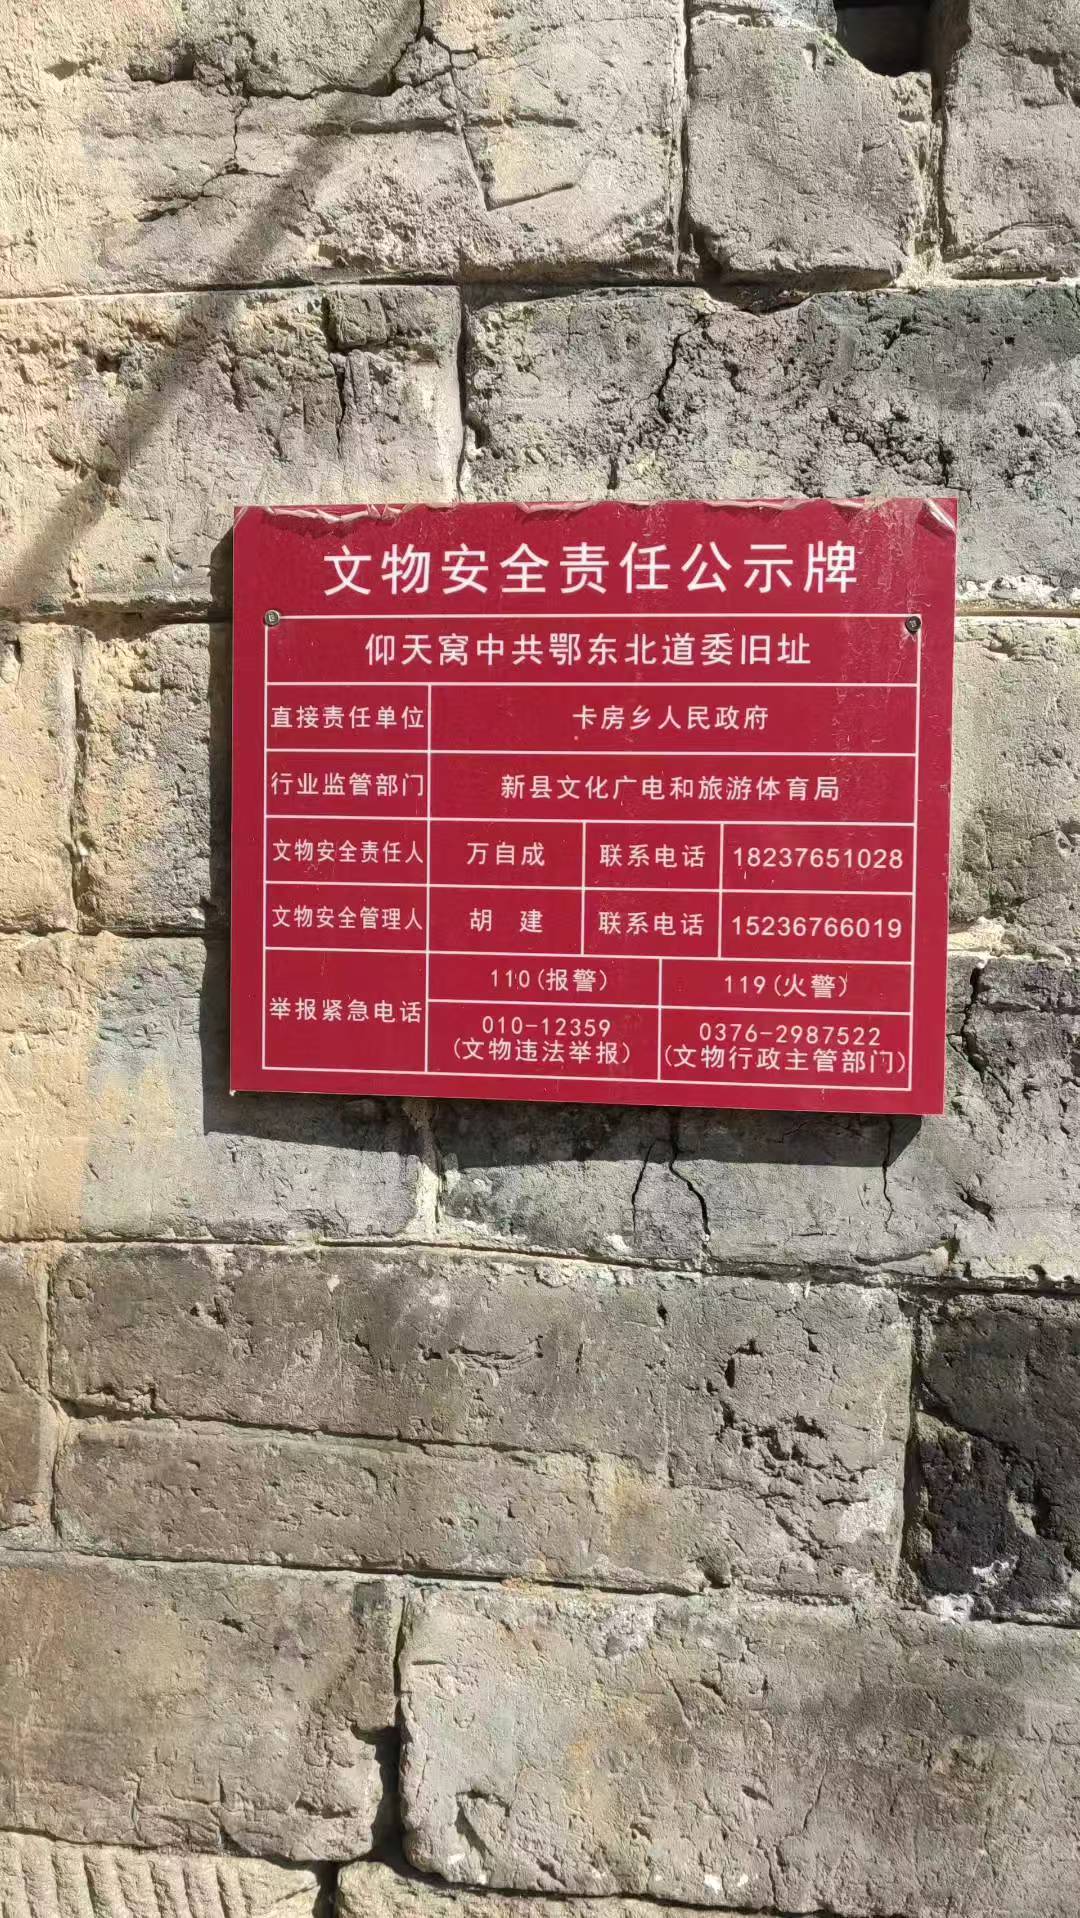 文物安全责任公示牌
仰天窝中共鄂东北道委旧址
直接责任单位 卡房乡人民政府
行业监管部门 新县文化广电和旅游体育局
文物安全责任人 万自成 联系电话 18237651028
文物安全管理人 胡 建 联系电话 15236766019
举报紧急电话
110(报警) 119(火警)
010-12359 0376-2987522
(文物违法举报) (文物行政主管部门)